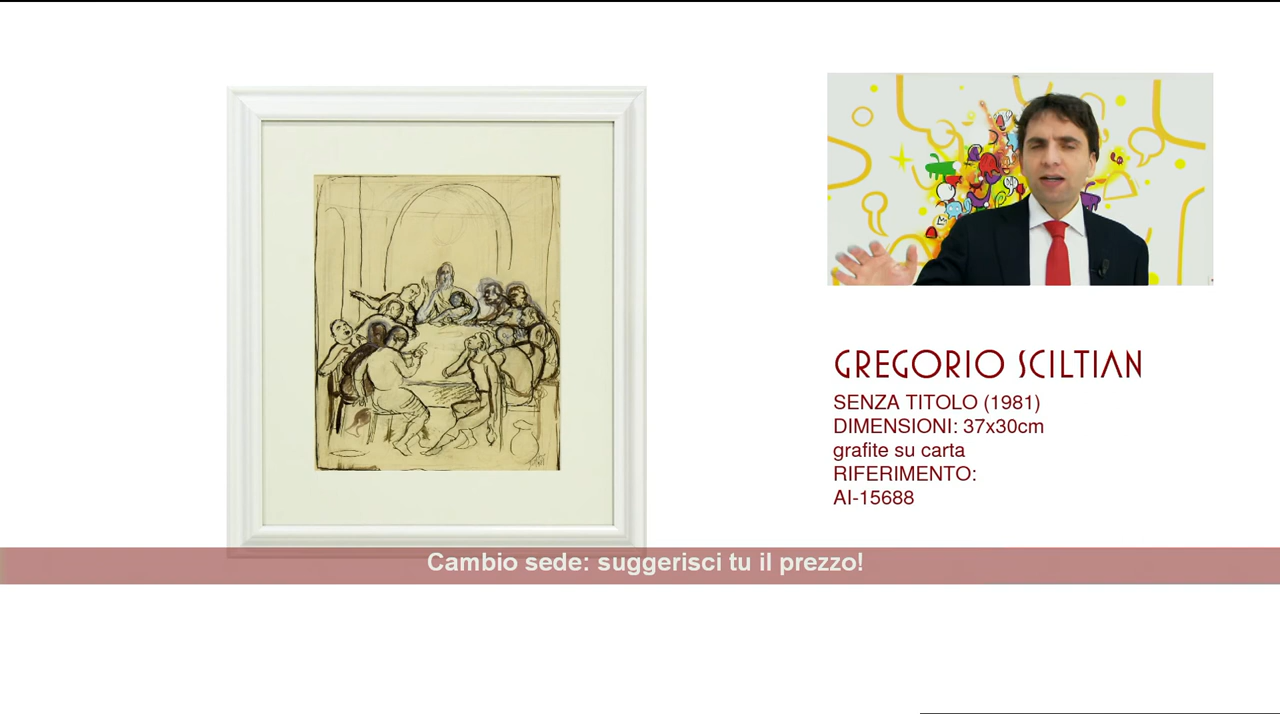 GREGORIO SCILTIAN
SENZA TITOLO (1981)
DIMENSIONI: 37x30cm
grafite su carta
RIFERIMENTO:
AI-15688
Cambio sede: suggerisci tu il prezzo!